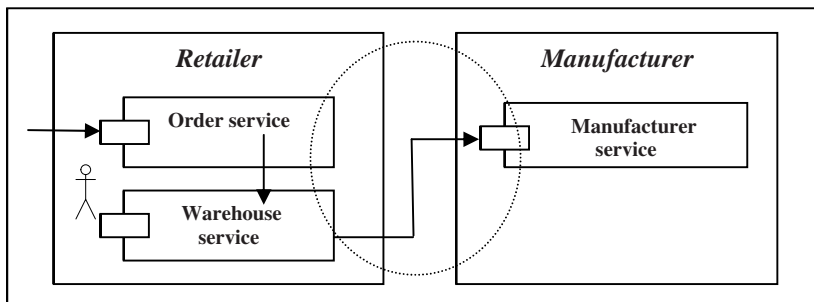 Retailer
Order service
Warehouse
service
Manufacturer
Manufacturer
service